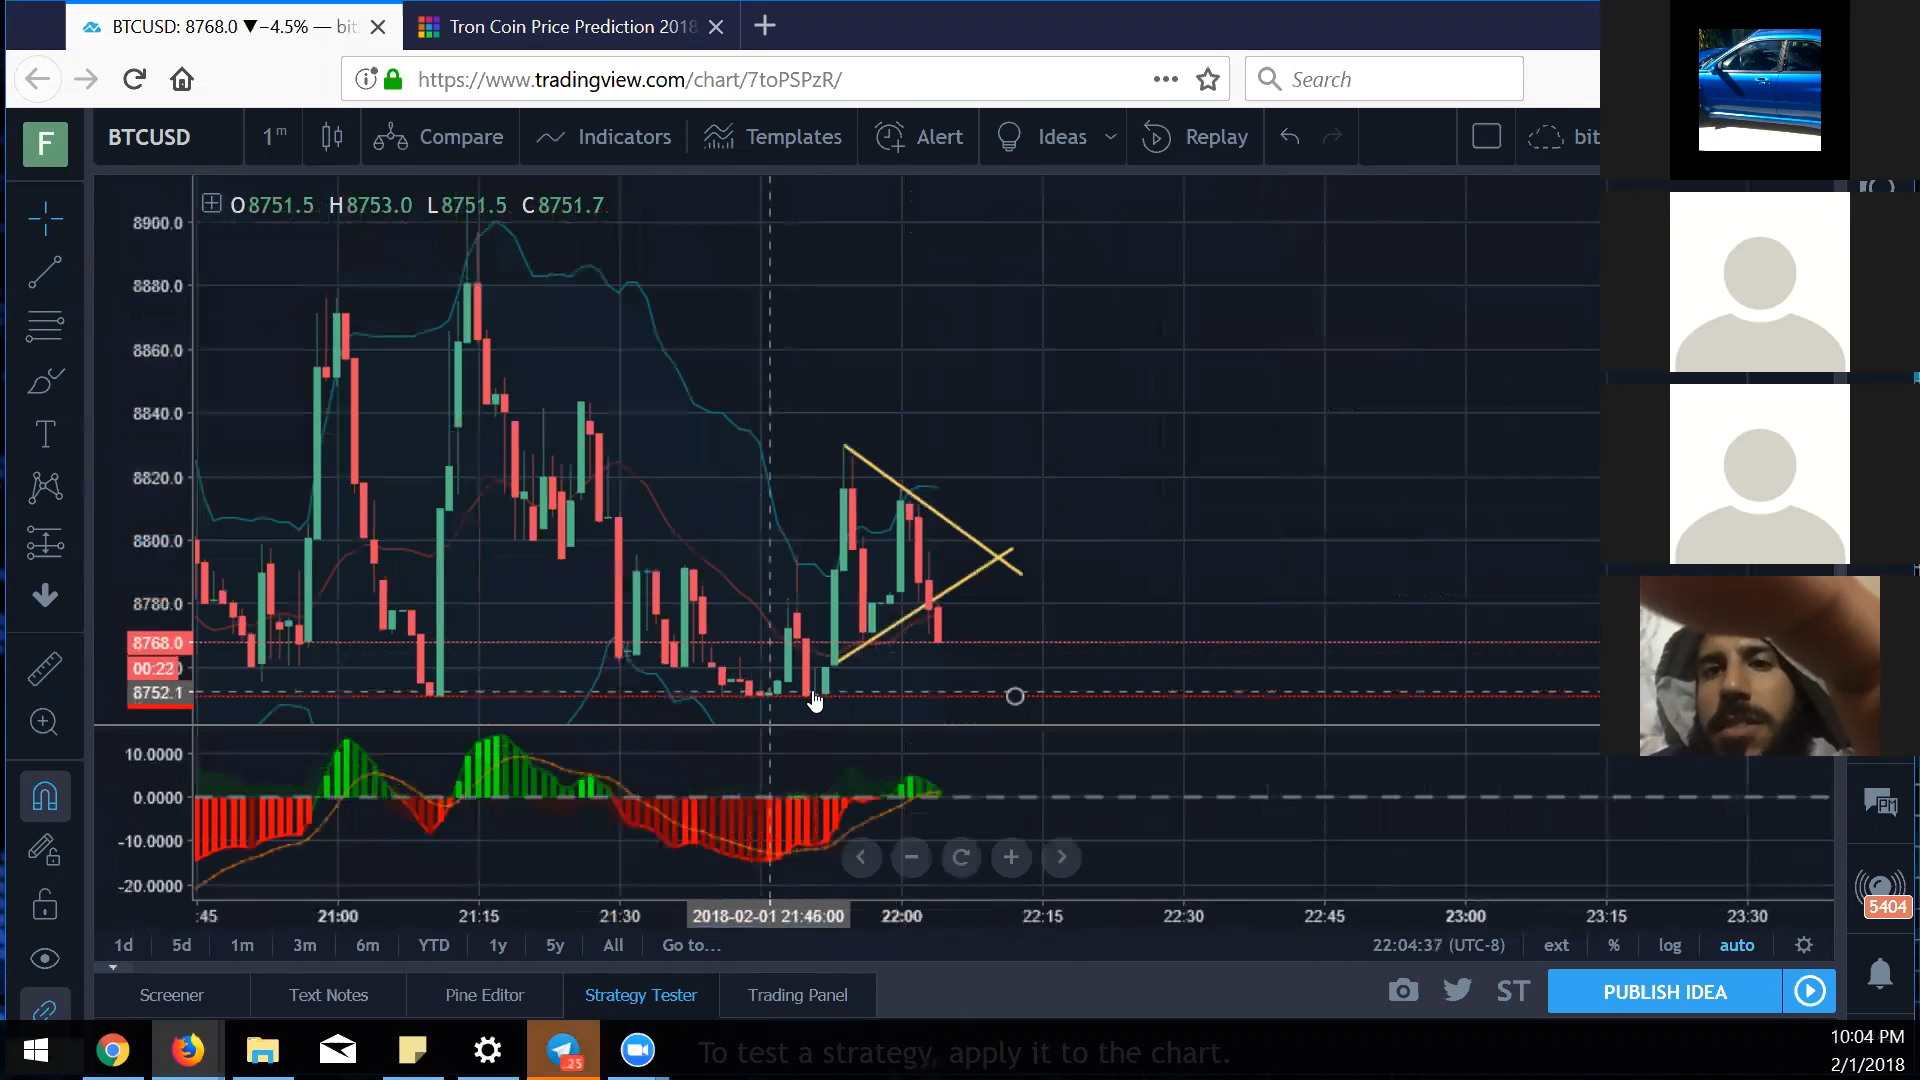 BTCUSD: 8768.0 ▼−4.5% — bit
Tron Coin Price Prediction 2018
https://www.tradingview.com/chart/7toPSPzR/
Search
F
BTCUSD
1m
Compare
Indicators
Templates
Alert
Ideas
Replay
bit
O8751.5 H8753.0 L8751.5 C8751.7
8900.0
8880.0
8860.0
8840.0
8820.0
8800.0
8780.0
8768.0
00:22
8752.1
10.0000
0.0000
-10.0000
-20.0000
:45
21:00
21:15
21:30
2018-02-01 21:46:00
22:00
22:15
22:30
22:45
23:00
23:15
23:30
1d 5d 1m 3m 6m YTD 1y 5y All Go to...
22:04:37 (UTC-8) ext % log auto
5404
Screener
Text Notes
Pine Editor
Strategy Tester
Trading Panel
ST
PUBLISH IDEA
25
To test a strategy, apply it to the chart.
10:04 PM
2/1/2018